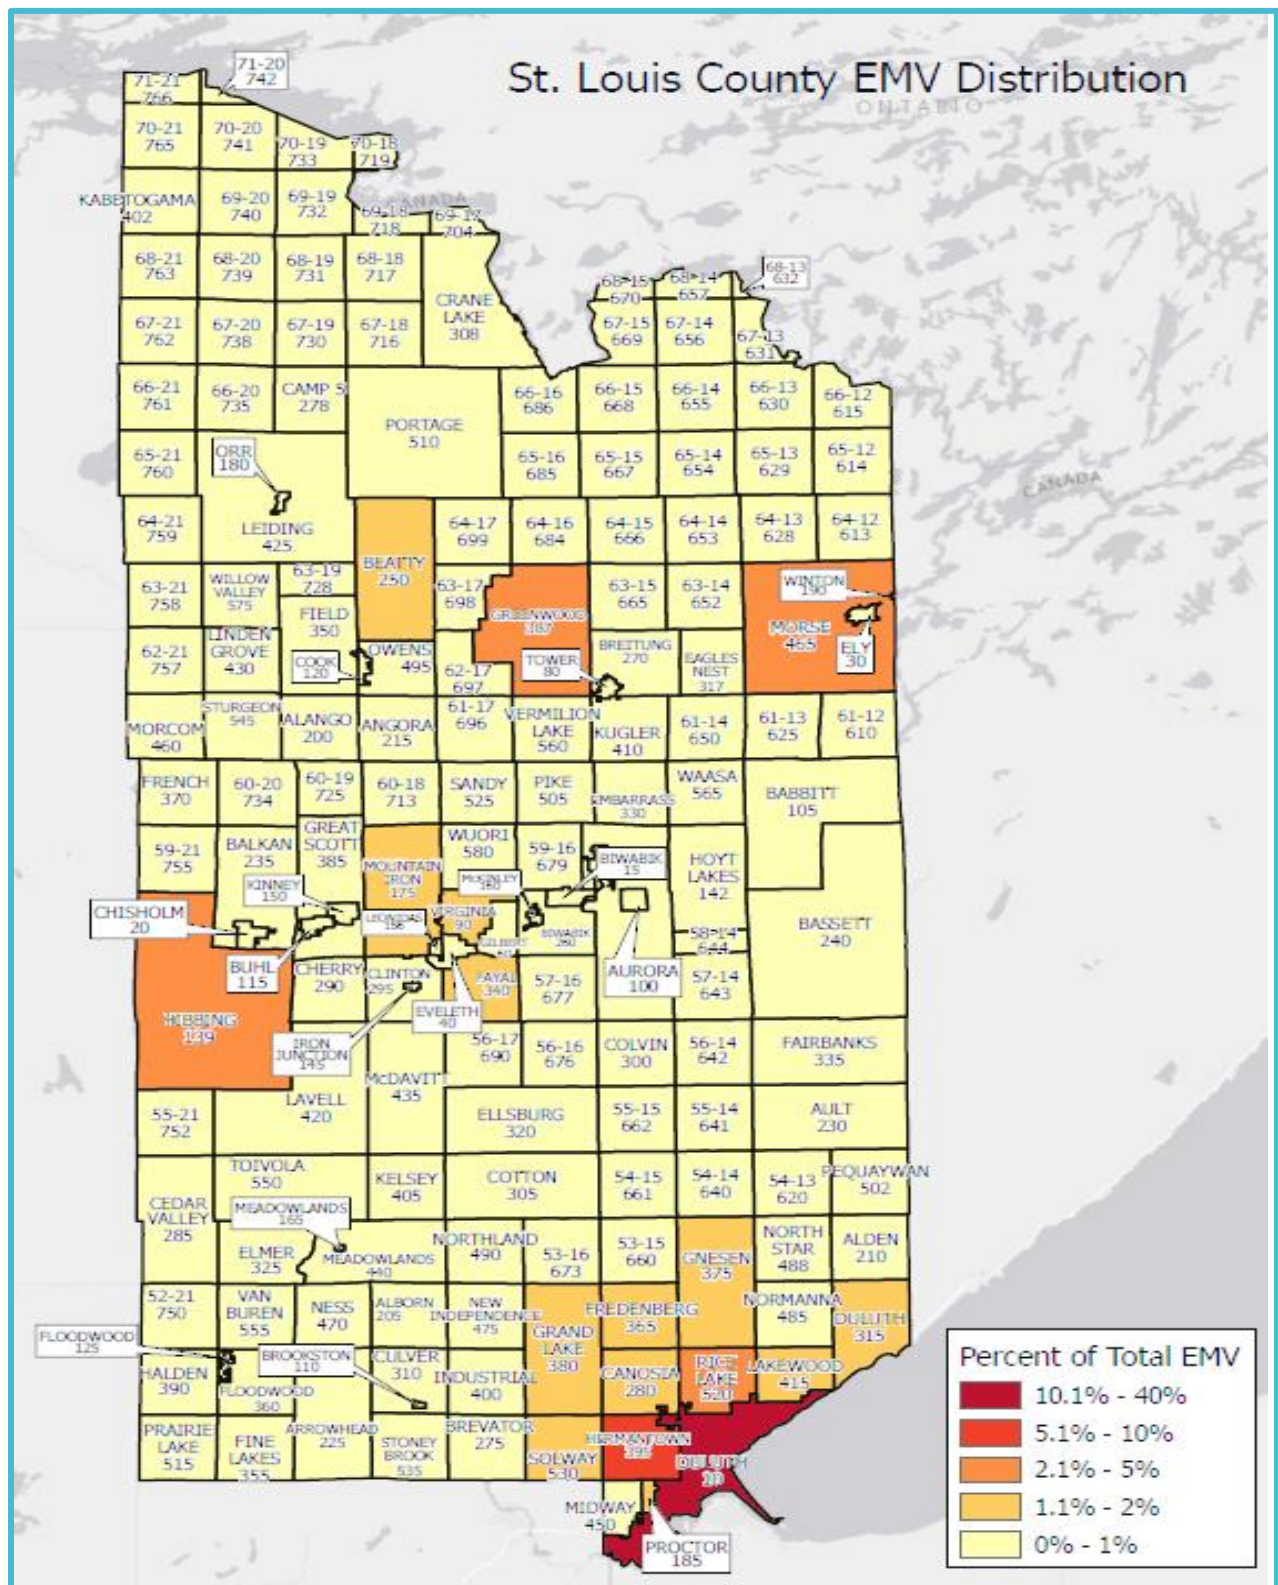 St. Louis County EMV Distribution
ONTARIO
71-20
742
71-21
766
70-21
765
70-20
741
70-19
733
70-18
719
KABETOGAMA
402
69-20
740
69-19
732
CANADA
69-18
718
69-17
704
68-21
763
68-20
739
68-19
731
68-18
717
CRANE
LAKE
308
68-15
670
68-14
657
68-13
632
67-21
762
67-20
738
67-19
730
67-18
716
67-15
669
67-14
656
67-13
631
66-21
761
66-20
735
CAMP 5
278
PORTAGE
510
66-16
686
66-15
668
66-14
655
66-13
630
66-12
615
65-21
760
ORR
180
65-16
685
65-15
667
65-14
654
65-13
629
65-12
614
CANADA
64-21
759
LEIDING
425
BEATTY
250
64-17
699
64-16
684
64-15
666
64-14
653
64-13
628
64-12
613
63-21
758
WILLOW
VALLEY
575
63-19
728
FIELD
350
63-17
698
GREENWOOD
387
63-15
665
63-14
652
WINTON
190
MORSE
465
ELY
30
62-21
757
LINDEN
GROVE
430
COOK
120
OWENS
495
62-17
697
TOWER
80
BREITUNG
270
EAGLES
NEST
317
MORCOM
460
STURGEON
545
ALANGO
200
ANGORA
215
61-17
696
VERMILION
LAKE
560
KUGLER
410
61-14
650
61-13
625
61-12
610
FRENCH
370
60-20
734
60-19
725
60-18
713
SANDY
525
PIKE
505
EMBARRASS
330
WAASA
565
BABBITT
105
59-21
755
BALKAN
235
GREAT
SCOTT
385
MOUNTAIN
IRON
175
WUORI
580
59-16
679
BIWABIK
15
HOYT
LAKES
142
KINNEY
150
McKINLEY
160
CHISHOLM
20
LEONIDAS
156
VIRGINIA
90
GILBERT
BIWABIK
260
58-14
644
BASSETT
240
BUHL
115
CHERRY
290
CLINTON
295
FAYAL
340
57-16
677
AURORA
100
57-14
643
HIBBING
139
EVELETH
40
IRON
JUNCTION
145
56-17
690
56-16
676
COLVIN
300
56-14
642
FAIRBANKS
335
McDAVITT
435
LAVELL
420
55-21
752
ELLSBURG
320
55-15
662
55-14
641
AULT
230
TOIVOLA
550
KELSEY
405
COTTON
305
54-15
661
54-14
640
54-13
620
PEQUAYWAN
502
CEDAR
VALLEY
285
MEADOWLANDS
165
ELMER
325
MEADOWLANDS
440
NORTHLAND
490
53-16
673
53-15
660
GNESEN
375
NORTH
STAR
488
ALDEN
210
52-21
750
VAN
BUREN
555
NESS
470
ALBORN
205
NEW
INDEPENDENCE
475
GRAND
LAKE
380
FREDENBERG
365
NORMANNA
485
DULUTH
315
FLOODWOOD
125
HALDEN
390
FLOODWOOD
360
BROOKSTON
110
CULVER
310
INDUSTRIAL
400
CANOSIA
280
RICE
LAKE
520
LAKEWOOD
415
PRAIRIE
LAKE
515
FINE
LAKES
355
ARROWHEAD
225
STONEY
BROOK
535
BREVATOR
275
SOLWAY
530
HERMANTOWN
395
DULUTH
10
MIDWAY
450
PROCTOR
185
Percent of Total EMV
10.1% - 40%
5.1% - 10%
2.1% - 5%
1.1% - 2%
0% - 1%